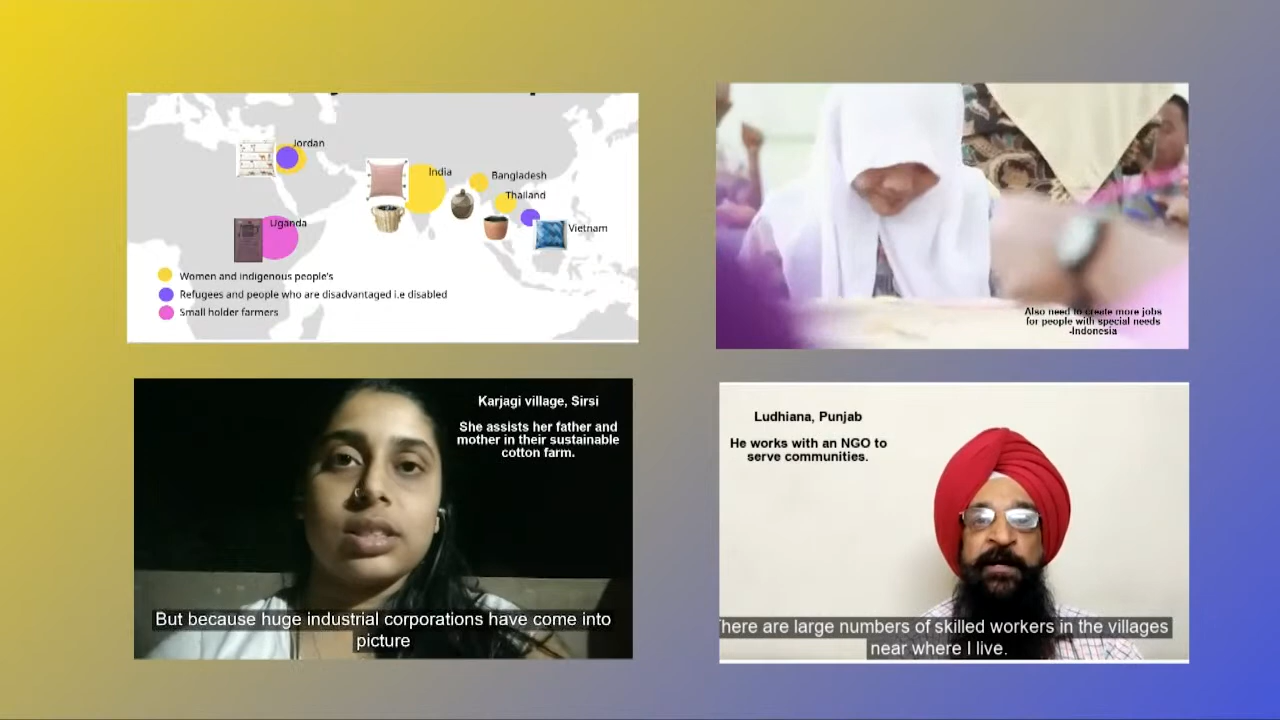 Jordan
India
Bangladesh
Thailand
Uganda
Vietnam
Women and indigenous people's
Refugees and people who are disadvantaged i.e disabled
Small holder farmers
Also need to create more jobs
for people with special needs
-Indonesia
Karjagi village, Sirsi
She assists her father and
mother in their sustainable
cotton farm.
But because huge industrial corporations have come into
picture
Ludhiana, Punjab
He works with an NGO to
serve communities.
There are large numbers of skilled workers in the villages
near where I live.